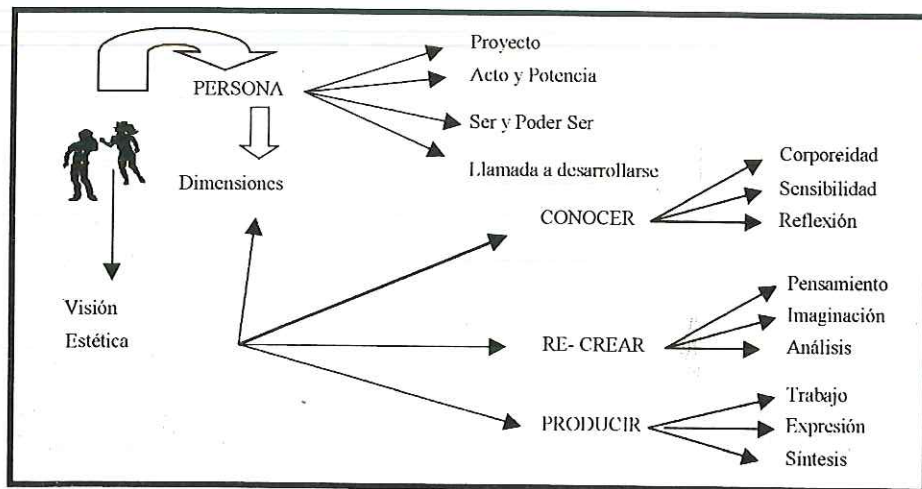 PERSONA
Proyecto
Acto y Potencia
Ser y Poder Ser
Llamada a desarrollarse
Dimensiones
Visión
Estética
CONOCER
Corporeidad
Sensibilidad
Reflexión
RE- CREAR
Pensamiento
Imaginación
Análisis
PRODUCIR
Trabajo
Expresión
Síntesis